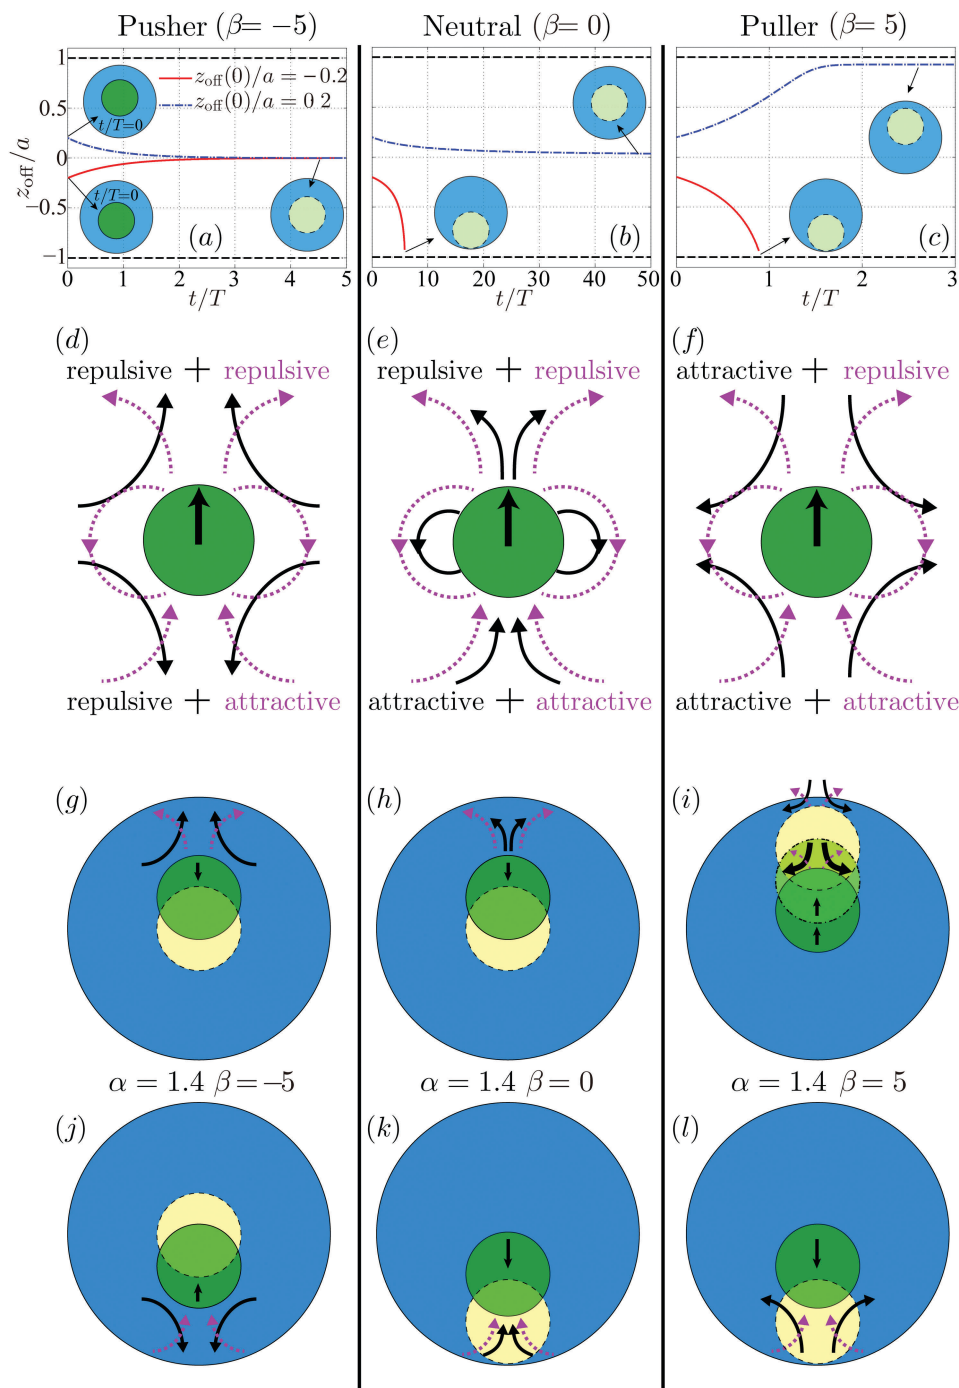 Pusher (β= −5)
Neutral (β= 0)
Puller (β= 5)
z_off(0)/a = −0.2
z_off(0)/a = 0 2
t/T=0
t/T=0
z_off/a
1
0.5
0
−0.5
−1
(a)
(b)
(c)
0 1 2 3 4 5
0 10 20 30 40 50
0 1 2 3
t/T
t/T
t/T
(d)
(e)
(f)
repulsive + repulsive
repulsive + repulsive
attractive + repulsive
repulsive + attractive
attractive + attractive
attractive + attractive
(g)
(h)
(i)
α = 1.4 β = −5
α = 1.4 β = 0
α = 1.4 β = 5
(j)
(k)
(l)